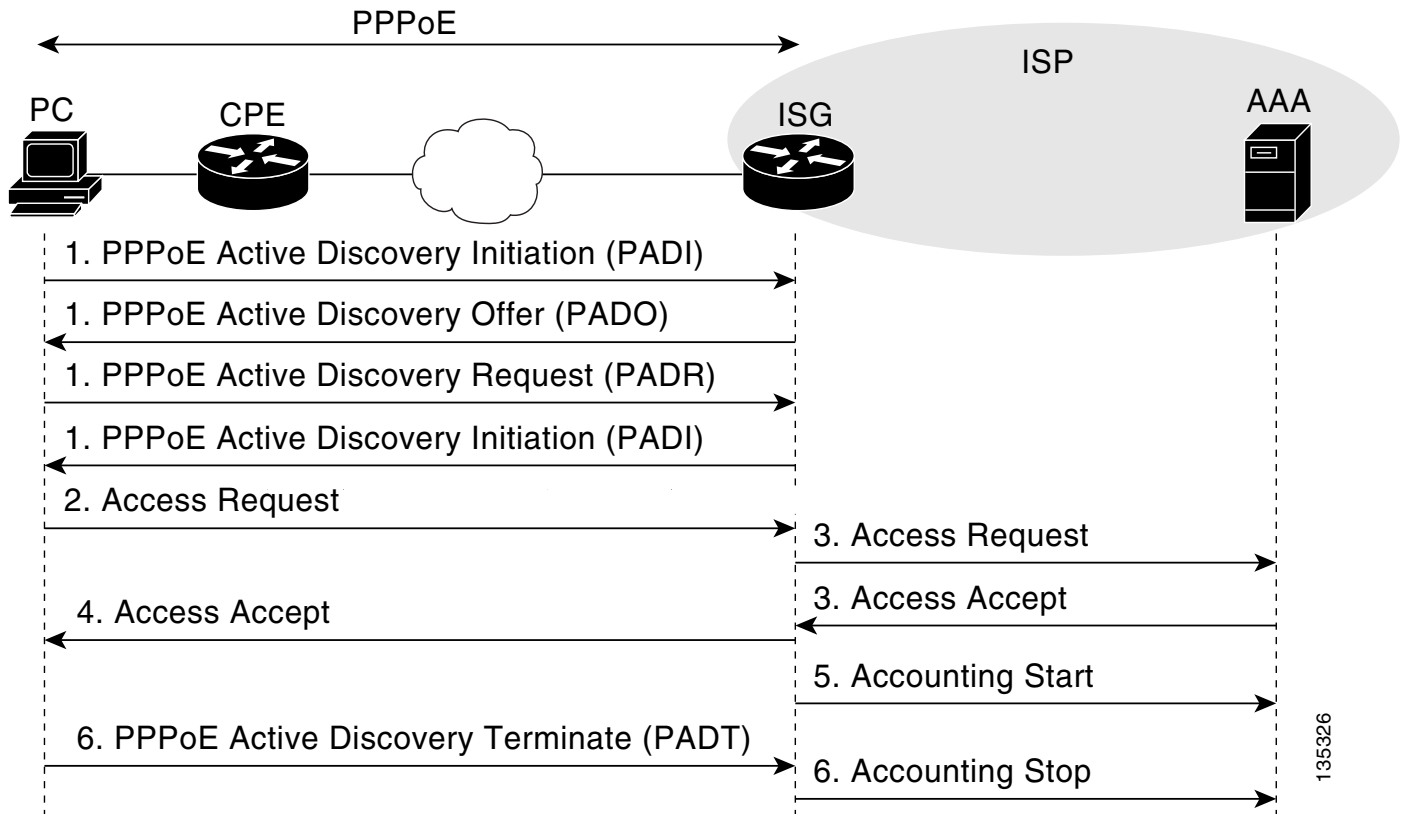 PPPoE
ISP
PC
CPE
ISG
AAA
1. PPPoE Active Discovery Initiation (PADI)
1. PPPoE Active Discovery Offer (PADO)
1. PPPoE Active Discovery Request (PADR)
1. PPPoE Active Discovery Initiation (PADI)
2. Access Request
3. Access Request
3. Access Accept
4. Access Accept
5. Accounting Start
6. PPPoE Active Discovery Terminate (PADT)
6. Accounting Stop
135326